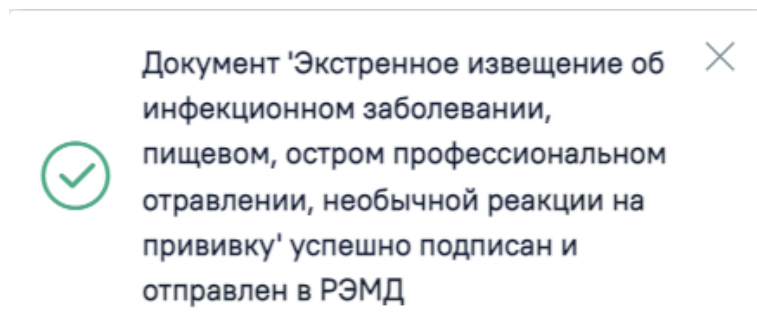 Документ 'Экстренное извещение об
инфекционном заболевании,
пищевом, остром профессиональном
отравлении, необычной реакции на
прививку' успешно подписан и
отправлен в РЭМД